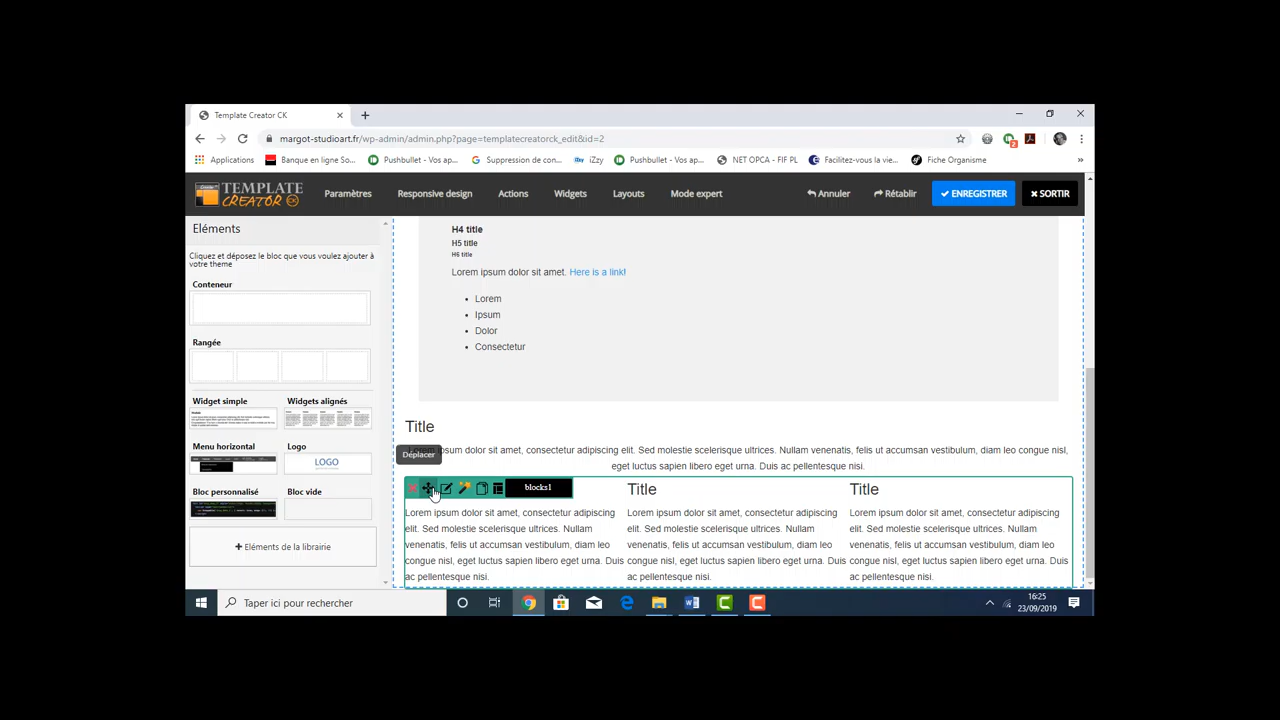 Template Creator CK
margot-studioart.fr/wp-admin/admin.php?page=templatecreatorck_edit&id=2
Applications
Banque en ligne So...
Pushbullet - Vos ap...
Suppression de con...
iZzy
Pushbullet - Vos ap...
NET OPCA - FIF PL
Facilitez-vous la vie...
Fiche Organisme
TEMPLATE
CREATOR CK
Paramètres
Responsive design
Actions
Widgets
Layouts
Mode expert
Annuler
Rétablir
ENREGISTRER
SORTIR
Eléments
Cliquez et déposez le bloc que vous voulez ajouter à
votre theme
Conteneur
Rangée
Widget simple
Widgets alignés
Menu horizontal
Logo
LOGO
Bloc personnalisé
Bloc vide
Eléments de la librairie
H4 title
H5 title
H6 title
Lorem ipsum dolor sit amet. Here is a link!
Lorem
Ipsum
Dolor
Consectetur
Title
Déplacer
ipsum dolor sit amet, consectetur adipiscing elit. Sed molestie scelerisque ultrices. Nullam venenatis, felis ut accumsan vestibulum, diam leo congue nisl,
eget luctus sapien libero eget urna. Duis ac pellentesque nisi.
blocks1
Lorem ipsum dolor sit amet, consectetur adipiscing
elit. Sed molestie scelerisque ultrices. Nullam
venenatis, felis ut accumsan vestibulum, diam leo
congue nisl, eget luctus sapien libero eget urna. Duis
ac pellentesque nisi.
Title
Lorem ipsum dolor sit amet, consectetur adipiscing
elit. Sed molestie scelerisque ultrices. Nullam
venenatis, felis ut accumsan vestibulum, diam leo
congue nisl, eget luctus sapien libero eget urna. Duis
ac pellentesque nisi.
Title
Lorem ipsum dolor sit amet, consectetur adipiscing
elit. Sed molestie scelerisque ultrices. Nullam
venenatis, felis ut accumsan vestibulum, diam leo
congue nisl, eget luctus sapien libero eget urna. Duis
ac pellentesque nisi.
Taper ici pour rechercher
16:25
23/09/2019